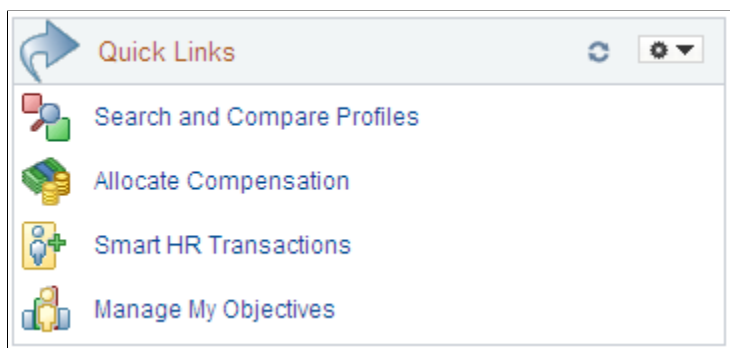 Quick Links
Search and Compare Profiles
Allocate Compensation
Smart HR Transactions
Manage My Objectives